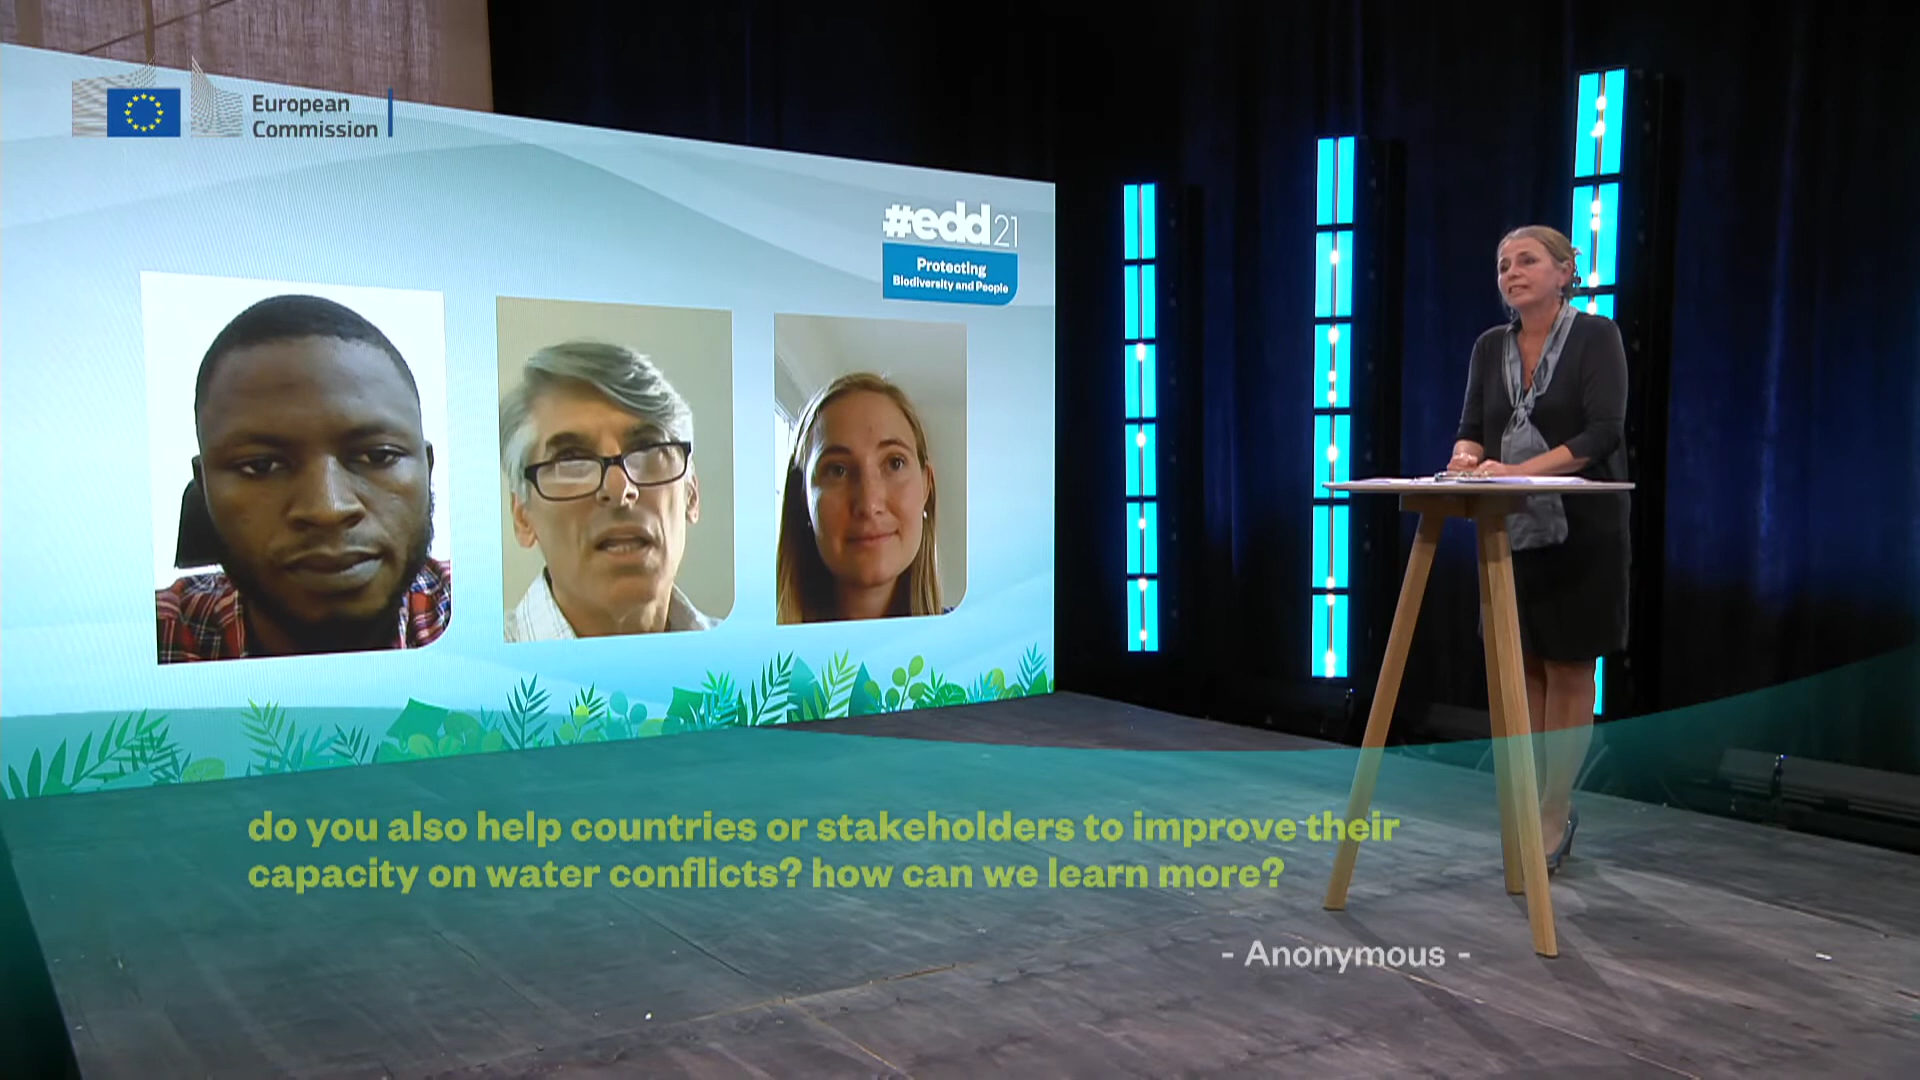 European
Commission
#edd21
Protecting
Biodiversity and People
do you also help countries or stakeholders to improve their
capacity on water conflicts? how can we learn more?
- Anonymous -